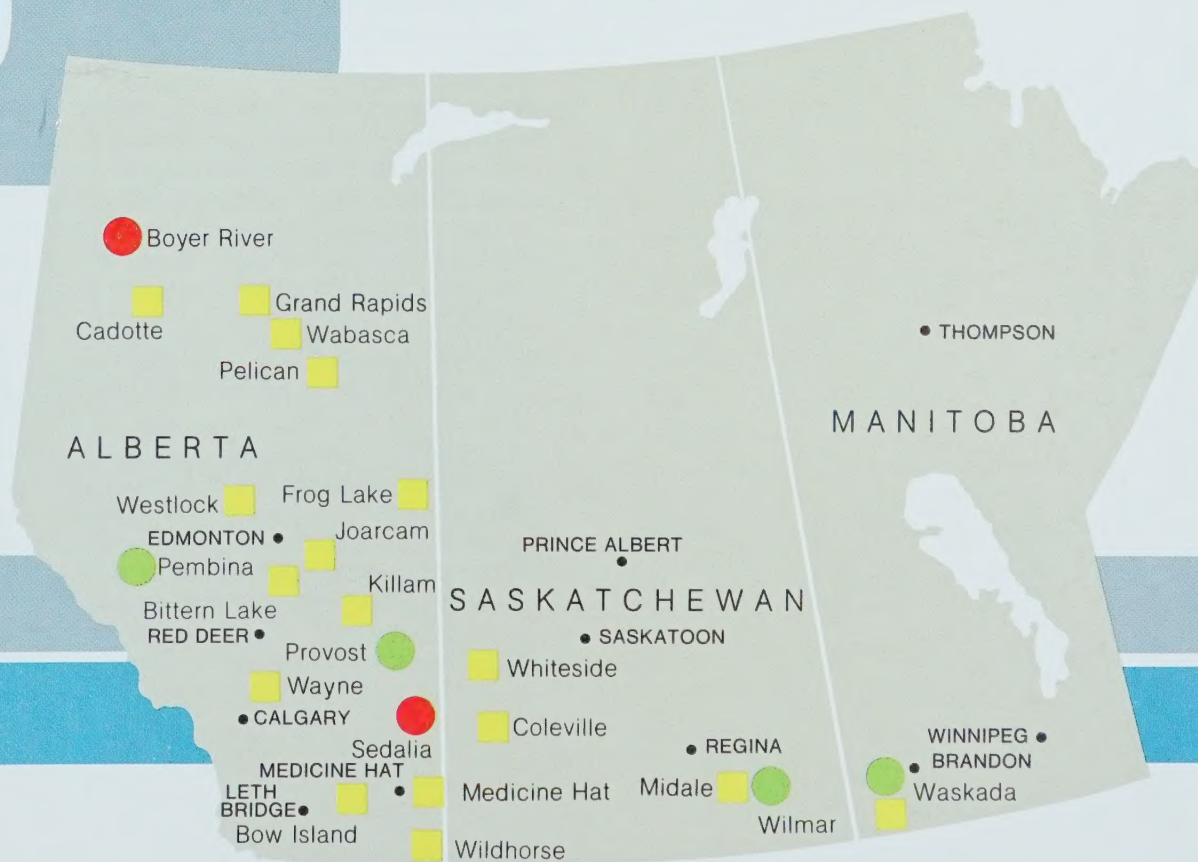 Boyer River
Cadotte
Grand Rapids
Wabasca
Pelican
THOMPSON
MANITOBA
ALBERTA
Westlock
Frog Lake
EDMONTON
Joarcam
Pembina
Killam
Bittern Lake
RED DEER
Provost
Wayne
CALGARY
Sedalia
MEDICINE HAT
LETH
BRIDGE
Bow Island
Medicine Hat
Wildhorse
PRINCE ALBERT
SASKATCHEWAN
SASKATOON
Whiteside
Coleville
REGINA
Midale
Wilmar
WINNIPEG
BRANDON
Waskada